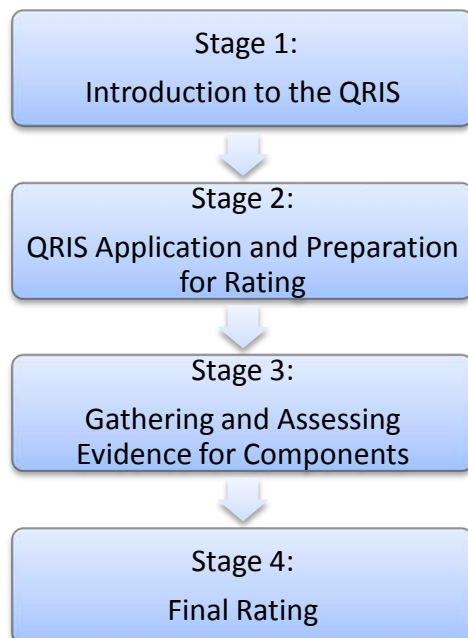 Stage 1:
Introduction to the QRIS
Stage 2:
QRIS Application and Preparation
for Rating
Stage 3:
Gathering and Assessing
Evidence for Components
Stage 4:
Final Rating